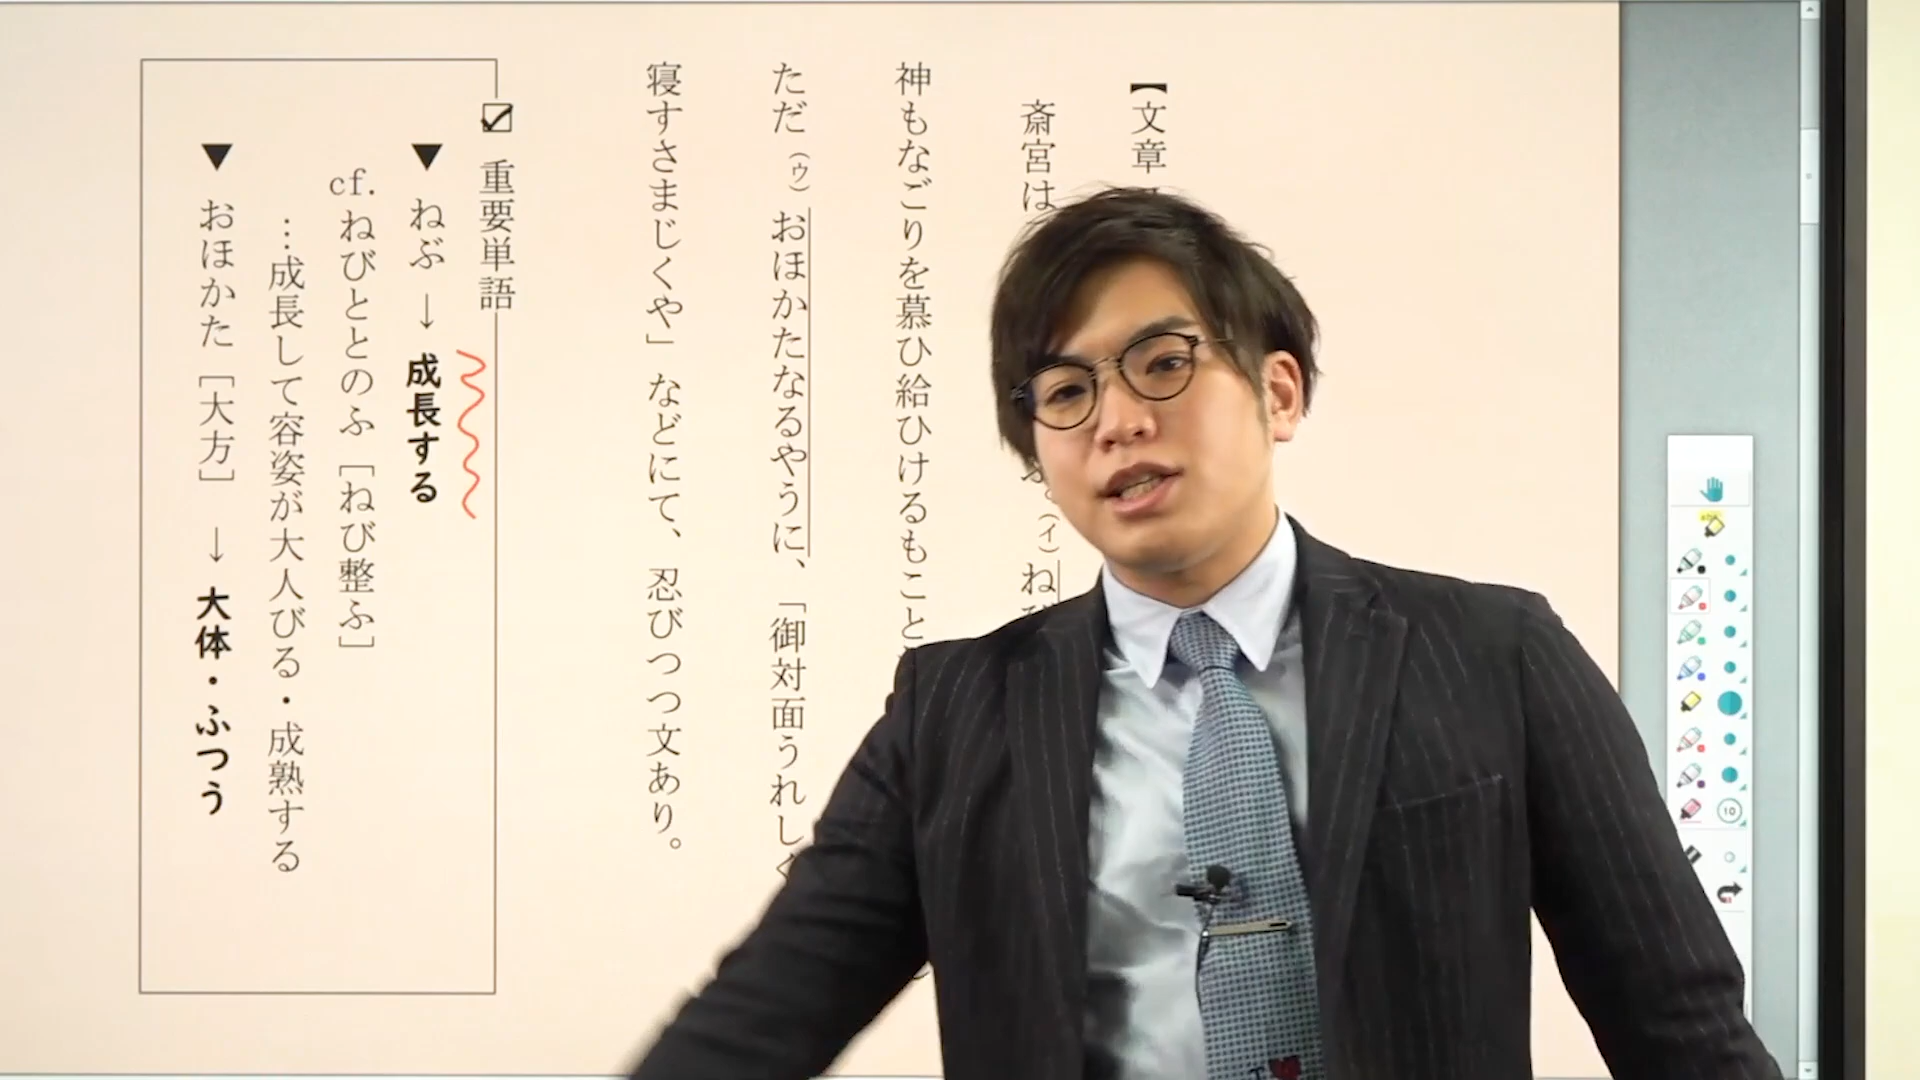 【文章
斎宮は
(イ)ね
神もなごりを慕ひ給ひけるもこと
ただ(ウ)おほかたなるやうに、「御対面うれしく
寝すさまじくや」などにて、忍びつつ文あり。
☑ 重要単語
▼ ねぶ → 成長する
cf. ねびととのふ[ねび整ふ]
…成長して容姿が大人びる・成熟する
▼ おほかた[大方] → 大体・ふつう
10
I